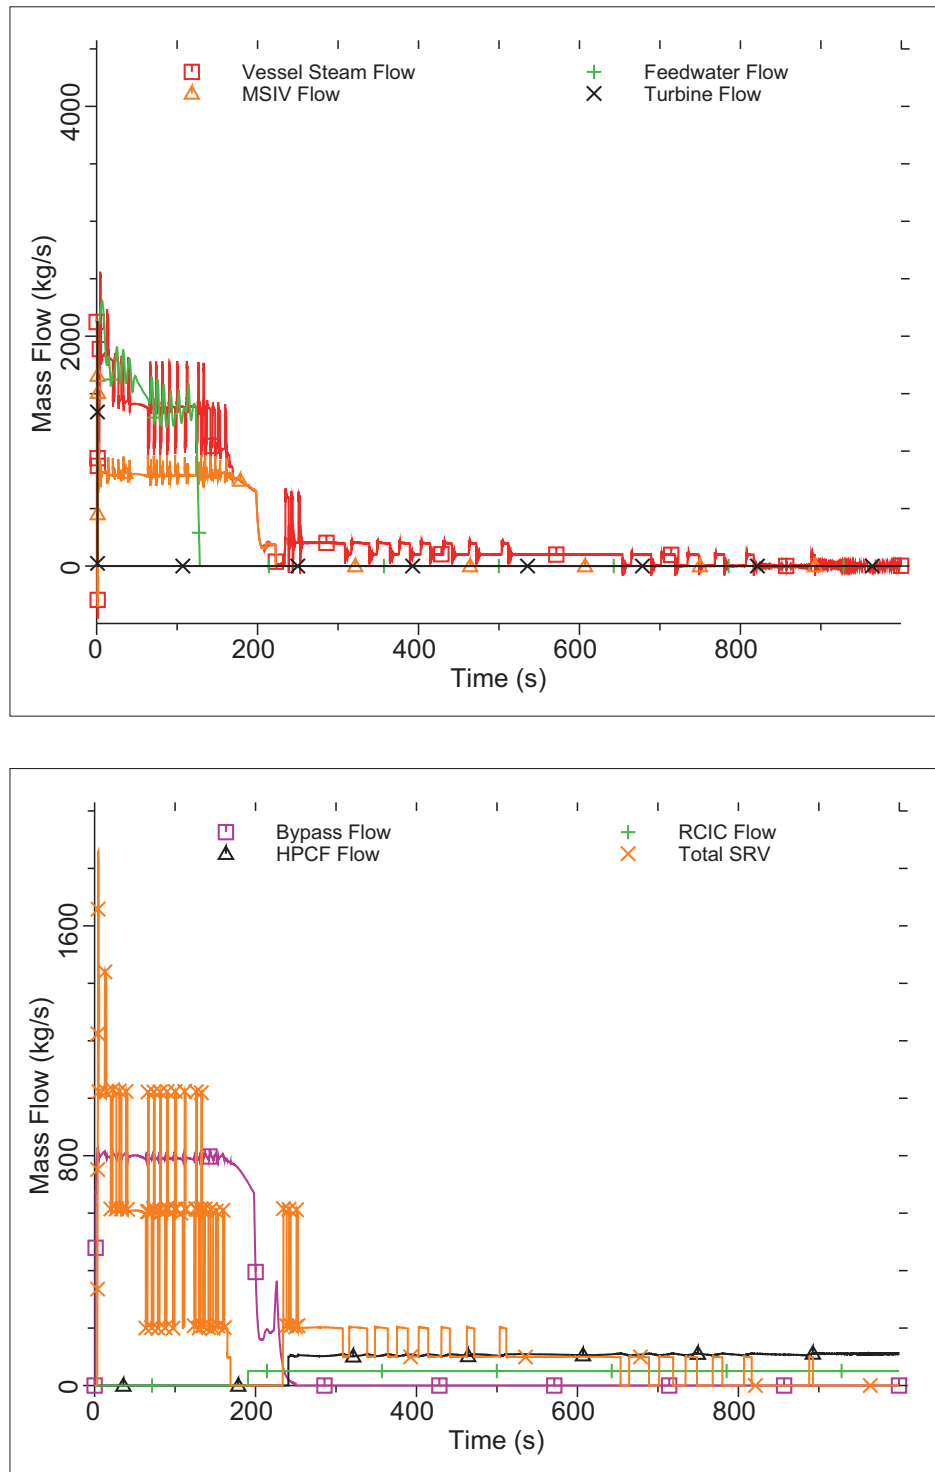 Vessel Steam Flow
Feedwater Flow
MSIV Flow
Turbine Flow
4000
2000
0
Mass Flow (kg/s)
0 200 400 600 800
Time (s)
Bypass Flow
RCIC Flow
HPCF Flow
Total SRV
1600
800
0
Mass Flow (kg/s)
0 200 400 600 800
Time (s)